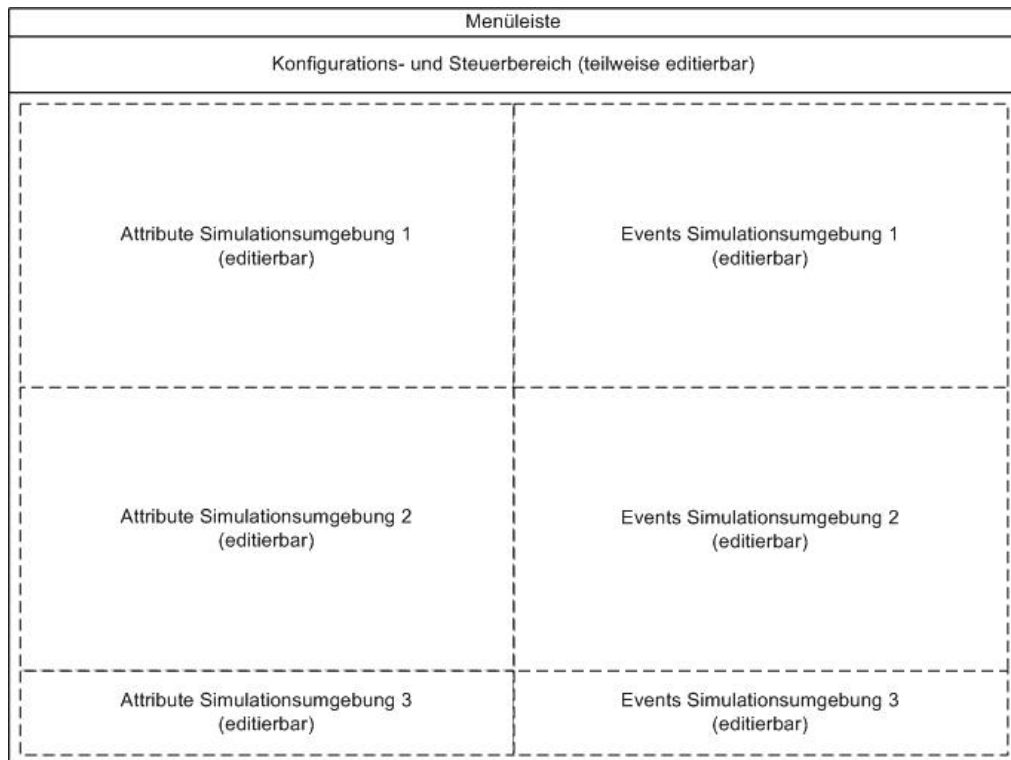 Menüleiste
Konfigurations- und Steuerbereich (teilweise editierbar)
Attribute Simulationsumgebung 1
(editierbar)
Events Simulationsumgebung 1
(editierbar)
Attribute Simulationsumgebung 2
(editierbar)
Events Simulationsumgebung 2
(editierbar)
Attribute Simulationsumgebung 3
(editierbar)
Events Simulationsumgebung 3
(editierbar)